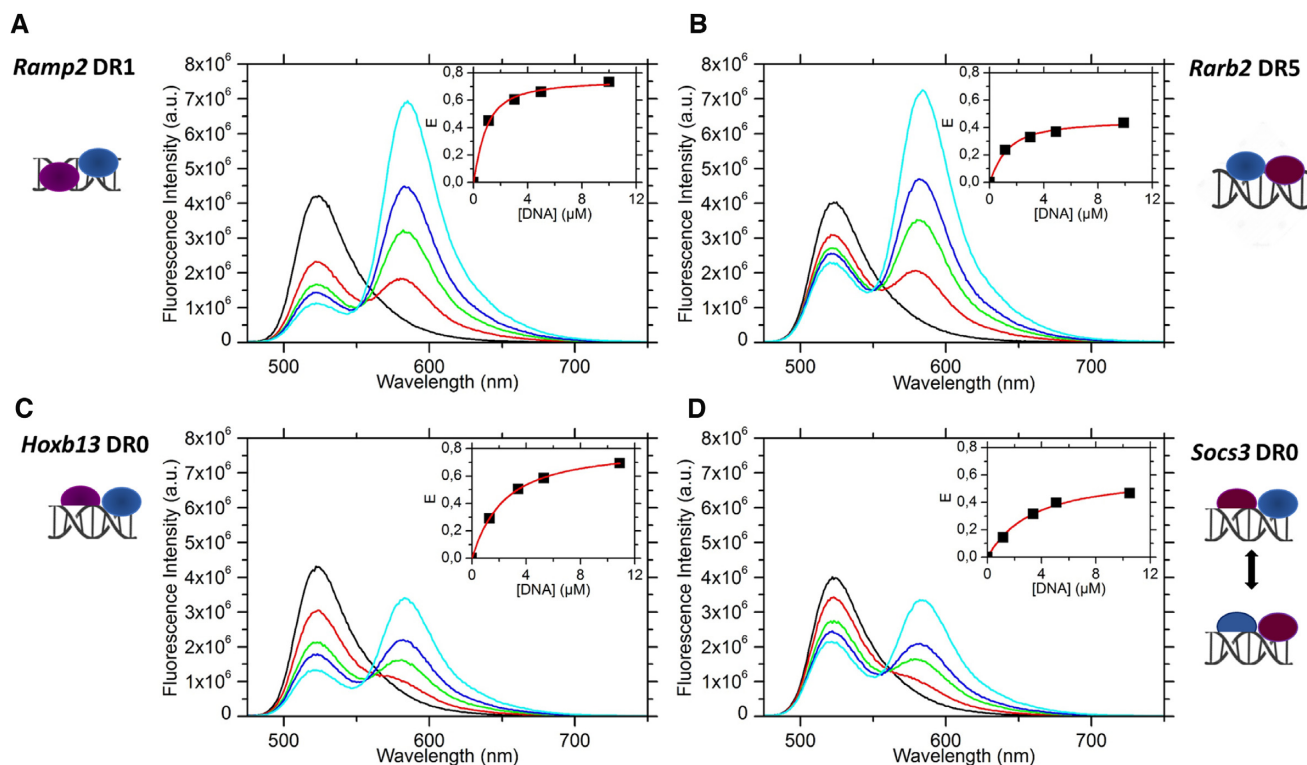 A
Ramp2 DR1
Fluorescence Intensity (a.u.)
8x10⁶
7x10⁶
6x10⁶
5x10⁶
4x10⁶
3x10⁶
2x10⁶
1x10⁶
0
500 600 700
Wavelength (nm)
E
0,8
0,6
0,4
0,2
0,0
0 4 8 12
[DNA] (µM)
B
Rarb2 DR5
Fluorescence Intensity (a.u.)
8x10⁶
7x10⁶
6x10⁶
5x10⁶
4x10⁶
3x10⁶
2x10⁶
1x10⁶
0
500 600 700
Wavelength (nm)
E
0,8
0,6
0,4
0,2
0,0
0 4 8 12
[DNA] (µM)
C
Hoxb13 DR0
Fluorescence Intensity (a.u.)
8x10⁶
7x10⁶
6x10⁶
5x10⁶
4x10⁶
3x10⁶
2x10⁶
1x10⁶
0
500 600 700
Wavelength (nm)
E
0,8
0,6
0,4
0,2
0,0
0 4 8 12
[DNA] (µM)
D
Socs3 DR0
Fluorescence Intensity (a.u.)
8x10⁶
7x10⁶
6x10⁶
5x10⁶
4x10⁶
3x10⁶
2x10⁶
1x10⁶
0
500 600 700
Wavelength (nm)
E
0,8
0,6
0,4
0,2
0,0
0 4 8 12
[DNA] (µM)